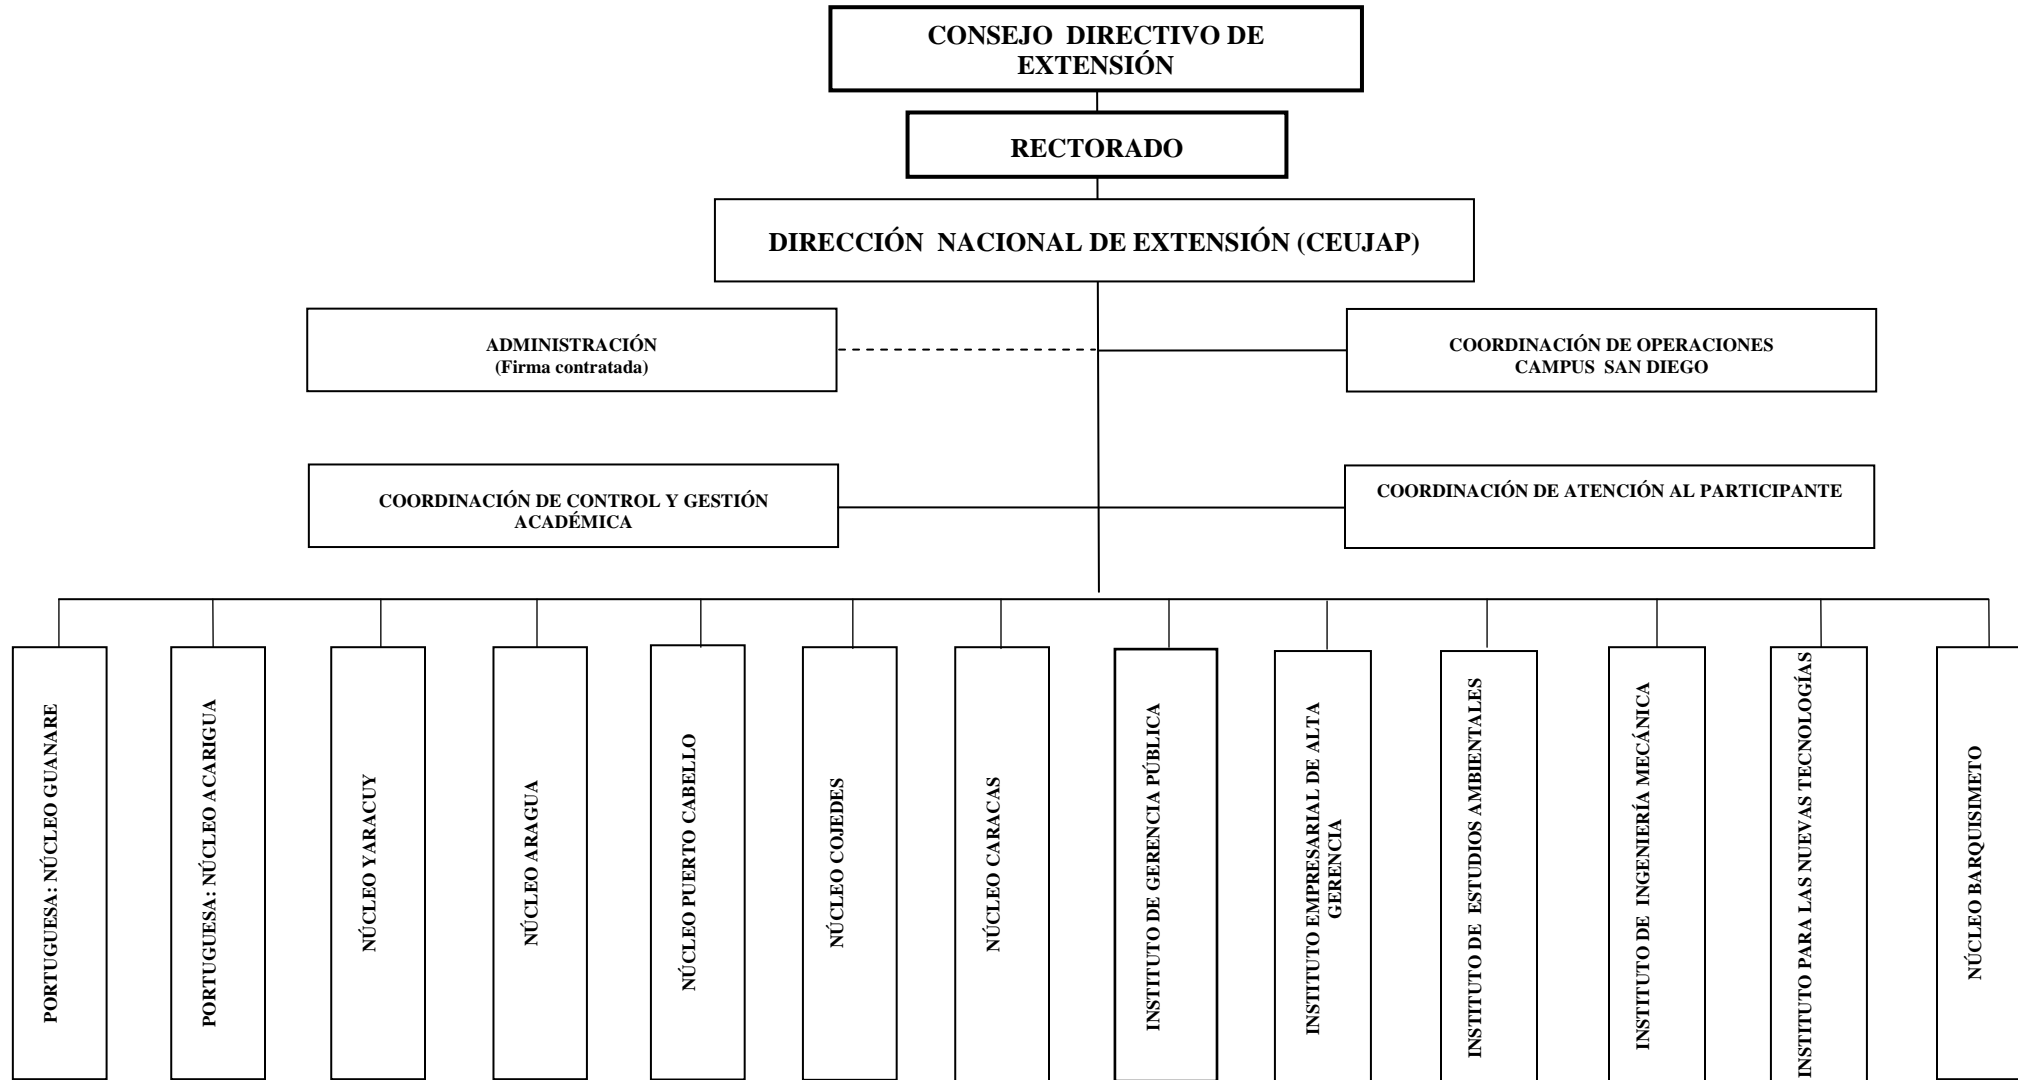 CONSEJO DIRECTIVO DE
EXTENSIÓN
RECTORADO
DIRECCIÓN NACIONAL DE EXTENSIÓN (CEUJAP)
ADMINISTRACIÓN
(Firma contratada)
COORDINACIÓN DE OPERACIONES
CAMPUS SAN DIEGO
COORDINACIÓN DE CONTROL Y GESTIÓN
ACADÉMICA
COORDINACIÓN DE ATENCIÓN AL PARTICIPANTE
PORTUGUESA: NÚCLEO GUANARE
PORTUGUESA: NÚCLEO ACARIGUA
NÚCLEO YARACUY
NÚCLEO ARAGUA
NÚCLEO PUERTO CABELLO
NÚCLEO COJEDES
NÚCLEO CARACAS
INSTITUTO DE GERENCIA PÚBLICA
INSTITUTO EMPRESARIAL DE ALTA
GERENCIA
INSTITUTO DE ESTUDIOS AMBIENTALES
INSTITUTO DE INGENIERÍA MECÁNICA
INSTITUTO PARA LAS NUEVAS TECNOLOGÍAS
NÚCLEO BARQUISIMETO